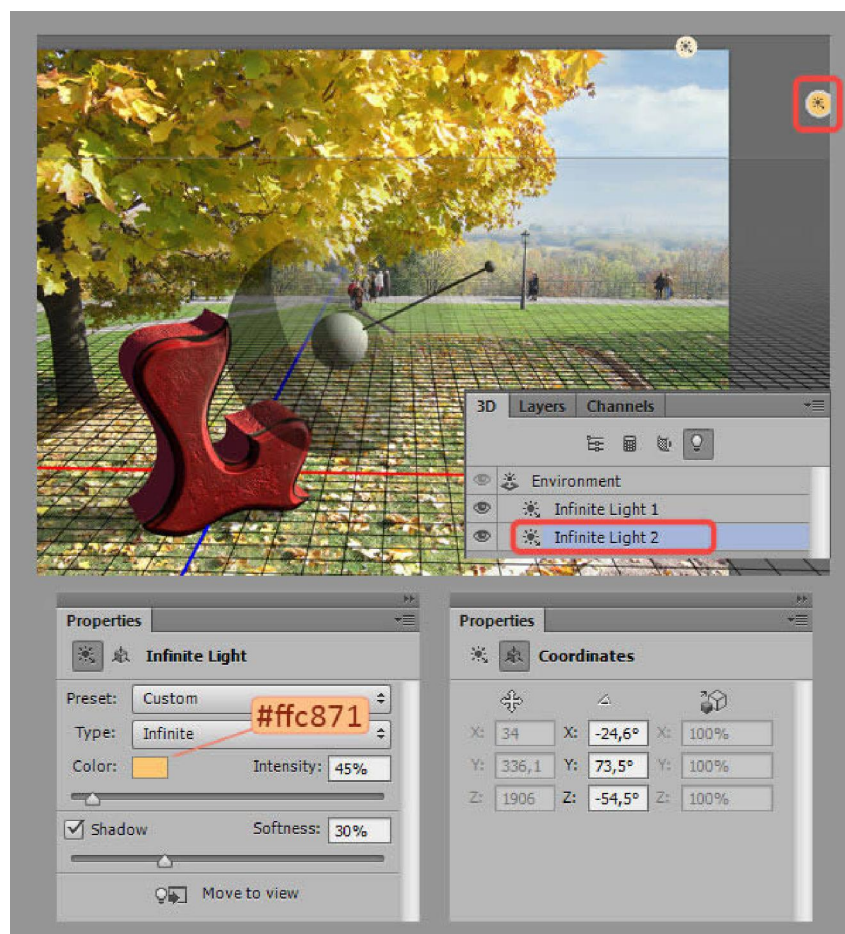 L
3D Layers Channels
Environment
Infinite Light 1
Infinite Light 2
Properties
Infinite Light
Preset: Custom
#ffc871
Type: Infinite
Color: Intensity: 45%
Shadow Softness: 30%
Move to view
Properties
Coordinates
X: 34 X: -24,6° X: 100%
Y: 336,1 Y: 73,5° Y: 100%
Z: 1906 Z: -54,5° Z: 100%